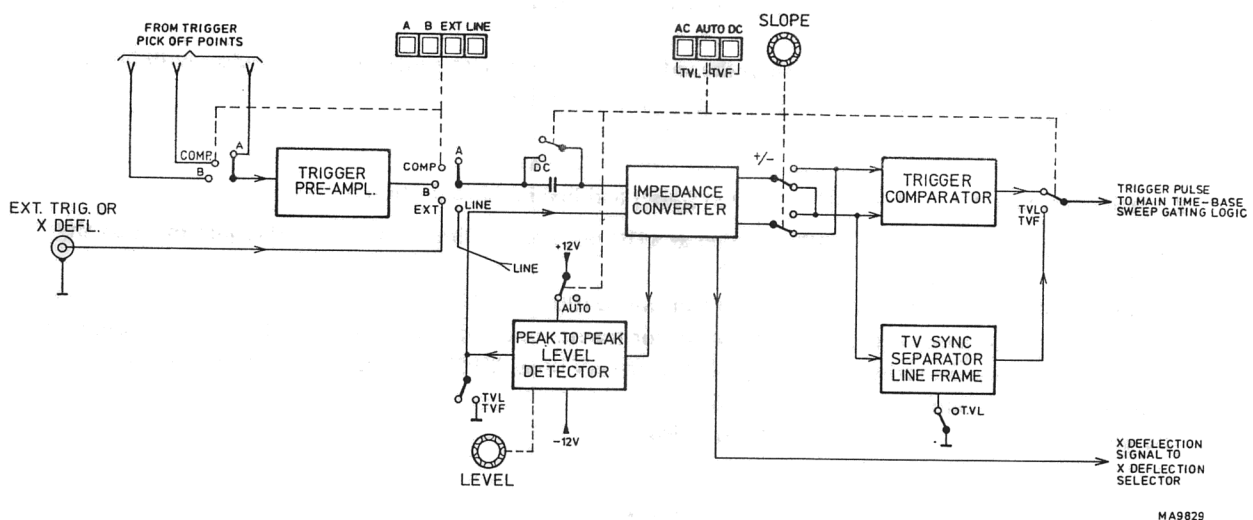 FROM TRIGGER
PICK OFF POINTS
A B EXT LINE
AC AUTO DC
TVL TVF
SLOPE
COMP.
A
B
TRIGGER
PRE-AMPL.
COMP
A
B
EXT
LINE
LINE
DC
IMPEDANCE
CONVERTER
+/-
TRIGGER
COMPARATOR
TVL
TVF
TRIGGER PULSE
TO MAIN TIME-BASE
SWEEP GATING LOGIC
EXT. TRIG. OR
X DEFL.
+12V
AUTO
PEAK TO PEAK
LEVEL
DETECTOR
TVL
TVF
-12V
LEVEL
TV SYNC
SEPARATOR
LINE FRAME
T.VL
X DEFLECTION
SIGNAL TO
X DEFLECTION
SELECTOR
MA9829